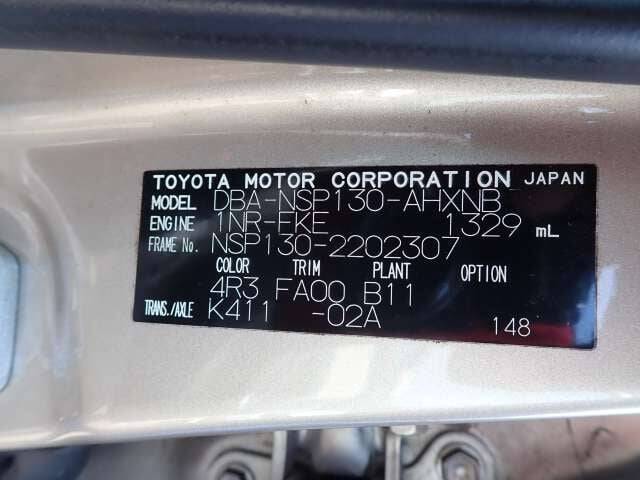 TOYOTA MOTOR CORPORATION JAPAN
MODEL DBA-NSP130-AHXNB
ENGINE 1NR-FKE 1329 mL
FRAME No. NSP130-2202307
COLOR TRIM PLANT OPTION
4R3 FA00 B11
TRANS./AXLE K411 -02A
148